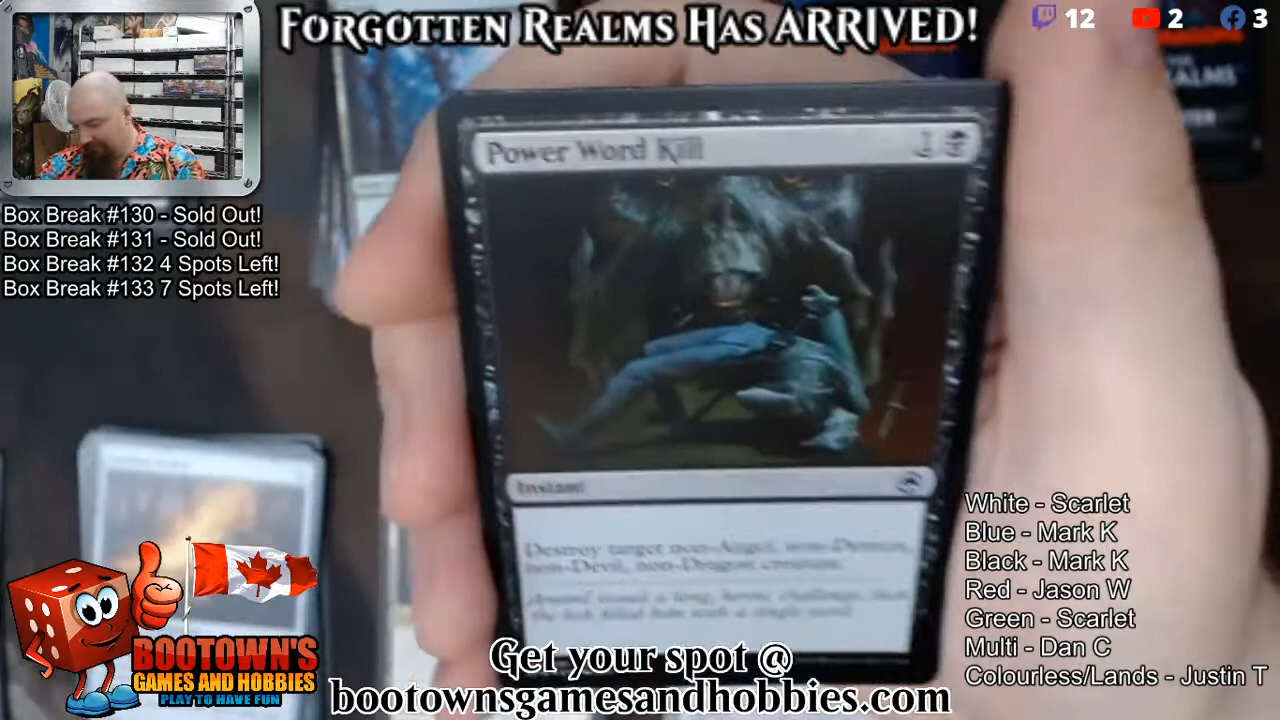 FORGOTTEN REALMS HAS ARRIVED!
12
2
3
REALMS
Power Word Kill
1
Box Break #130 - Sold Out!
Box Break #131 - Sold Out!
Box Break #132 4 Spots Left!
Box Break #133 7 Spots Left!
Instant
Destroy target non-Angel, non-Demon,
non-Devil, non-Dragon creature.
White - Scarlet
Blue - Mark K
Black - Mark K
Red - Jason W
Green - Scarlet
Multi - Dan C
Colourless/Lands - Justin T
BOOTOWN'S
GAMES AND HOBBIES
PLAY TO HAVE FUN
Get your spot @
bootownsgamesandhobbies.com